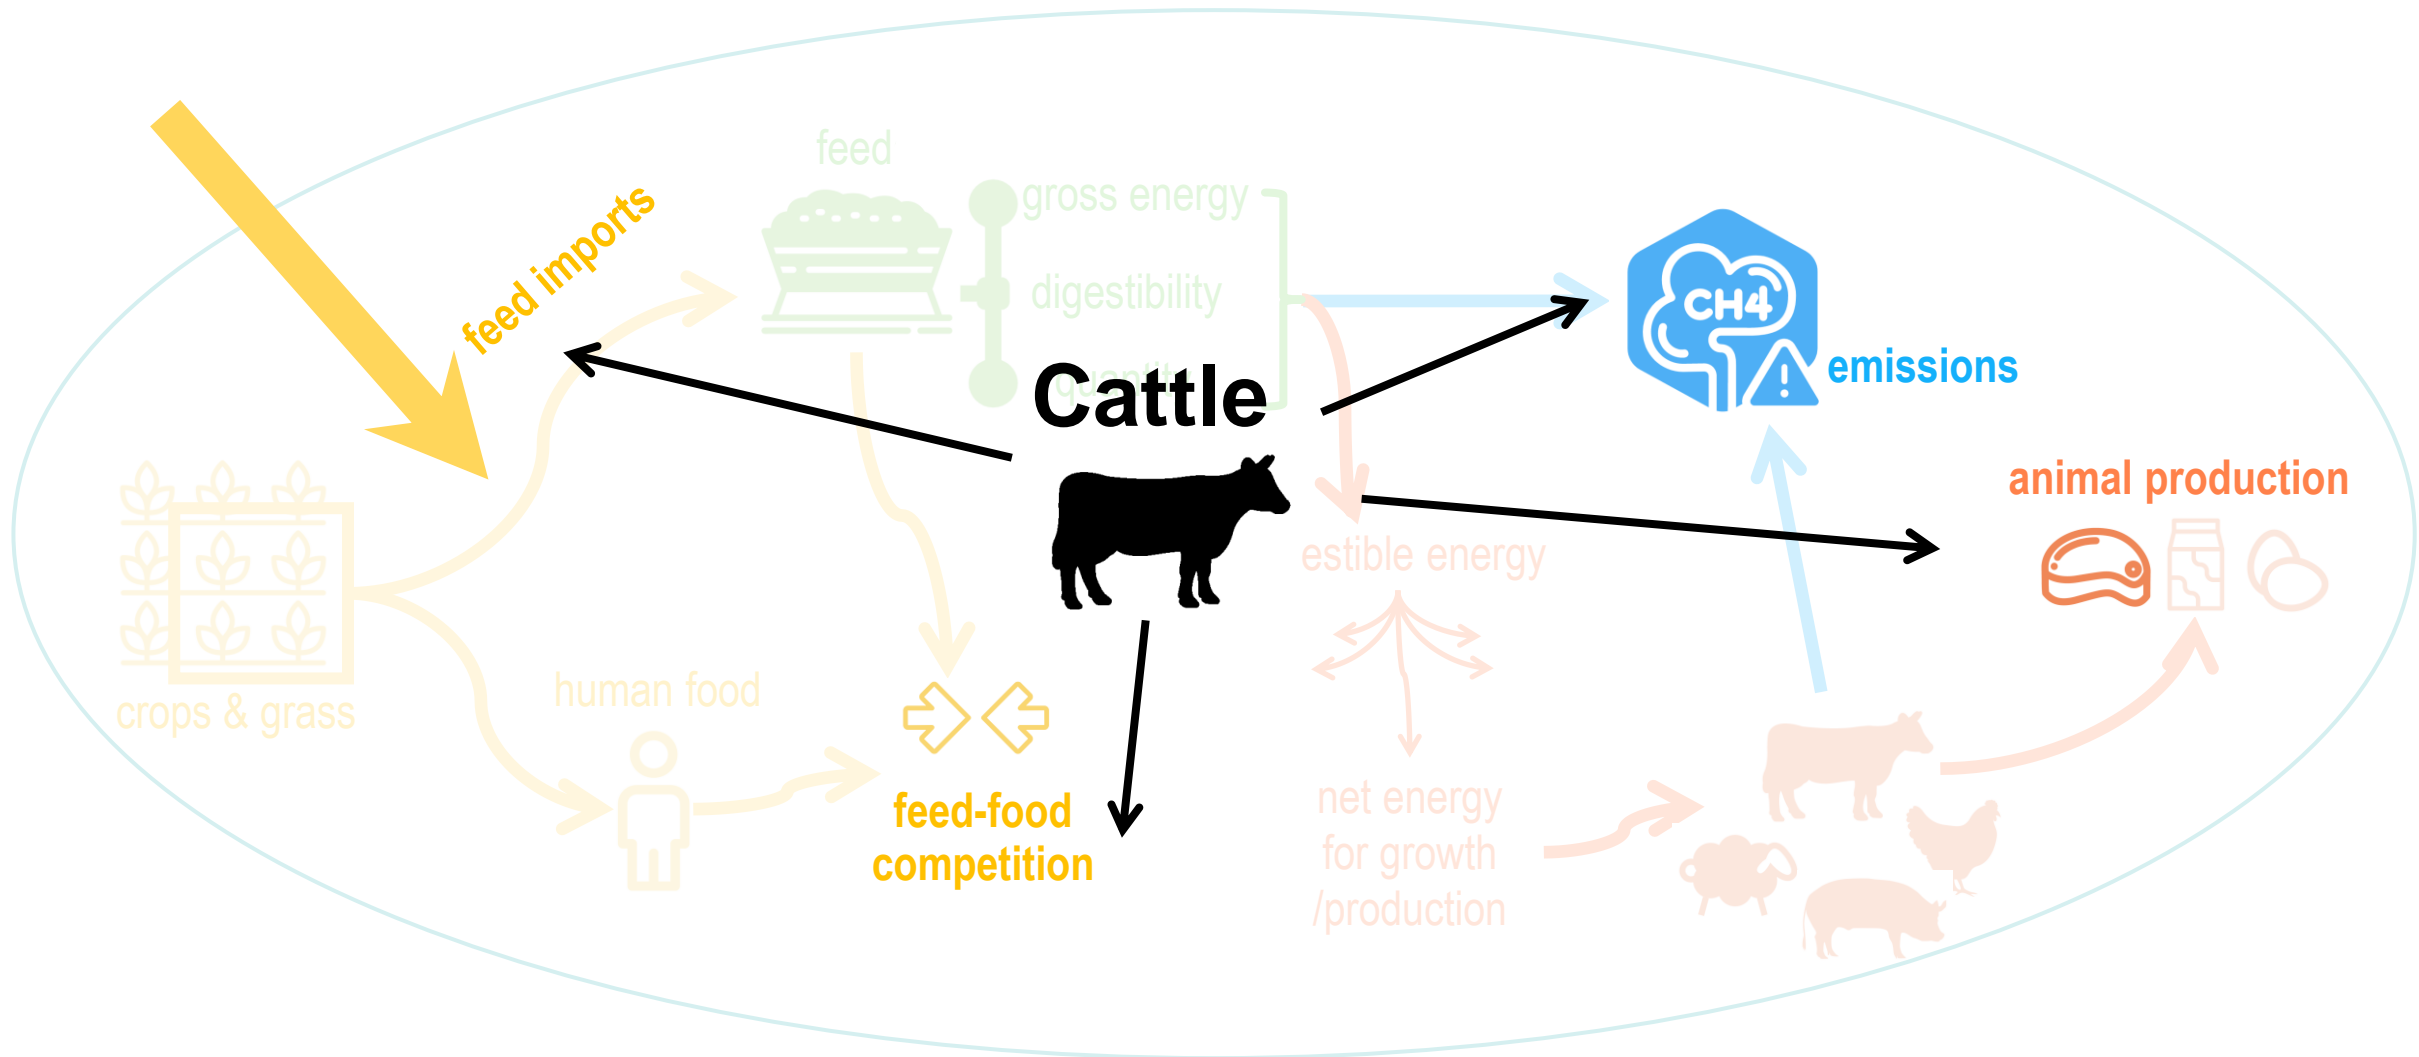 feed
gross energy
feed imports
digestibility
CH4
emissions
quantity
Cattle
animal production
estible energy
human food
crops & grass
feed-food
competition
net energy
for growth
/production